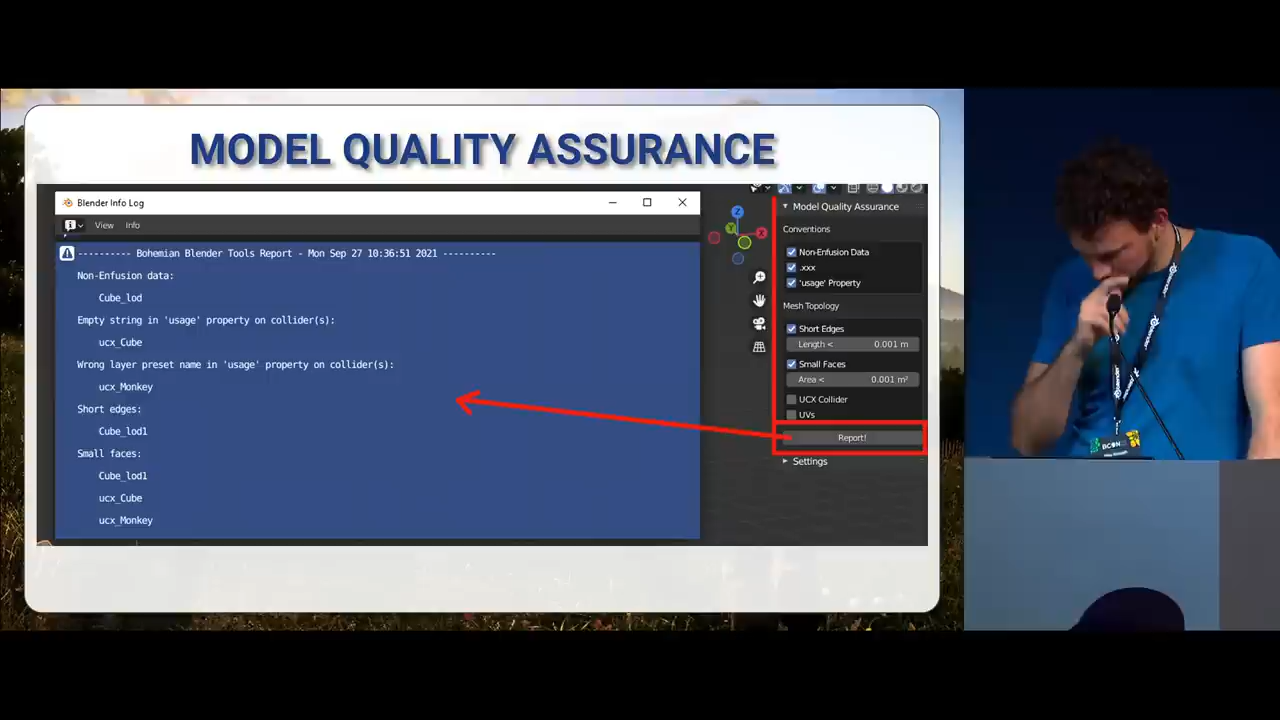 MODEL QUALITY ASSURANCE
Blender Info Log
View Info
---------- Bohemian Blender Tools Report - Mon Sep 27 10:36:51 2021 ----------
Non-Enfusion data:
Cube_lod
Empty string in 'usage' property on collider(s):
ucx_Cube
Wrong layer preset name in 'usage' property on collider(s):
ucx_Monkey
Short edges:
Cube_lod1
Small faces:
Cube_lod1
ucx_Cube
ucx_Monkey
Z
Y
X
Model Quality Assurance
Conventions
Non-Enfusion Data
.xxx
'usage' Property
Mesh Topology
Short Edges
Length < 0.001 m
Small Faces
Area < 0.001 m²
UCX Collider
UVs
Report!
Settings
BCON